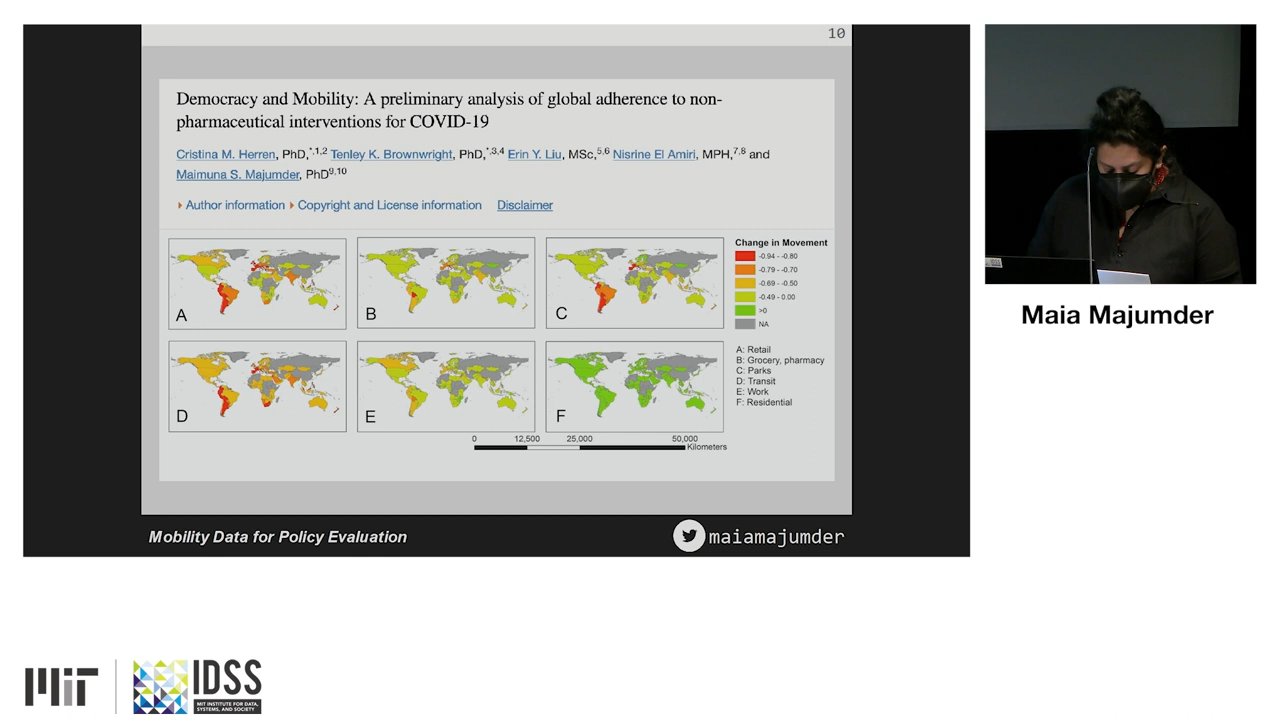 10
Democracy and Mobility: A preliminary analysis of global adherence to non-
pharmaceutical interventions for COVID-19
Cristina M. Herren, PhD,*,1,2 Tenley K. Brownwright, PhD,*,3,4 Erin Y. Liu, MSc,5,6 Nisrine El Amiri, MPH,7,8 and
Maimuna S. Majumder, PhD9,10
Author information Copyright and License information Disclaimer
A
B
C
Change in Movement
-0.94 - -0.80
-0.79 - -0.70
-0.69 - -0.50
-0.49 - 0.00
>0
NA
D
E
F
A: Retail
B: Grocery, pharmacy
C: Parks
D: Transit
E: Work
F: Residential
0 12,500 25,000 50,000
Kilometers
Mobility Data for Policy Evaluation
maiamajumder
Maia Majumder
MIT
IDSS
MIT INSTITUTE FOR DATA,
SYSTEMS, AND SOCIETY